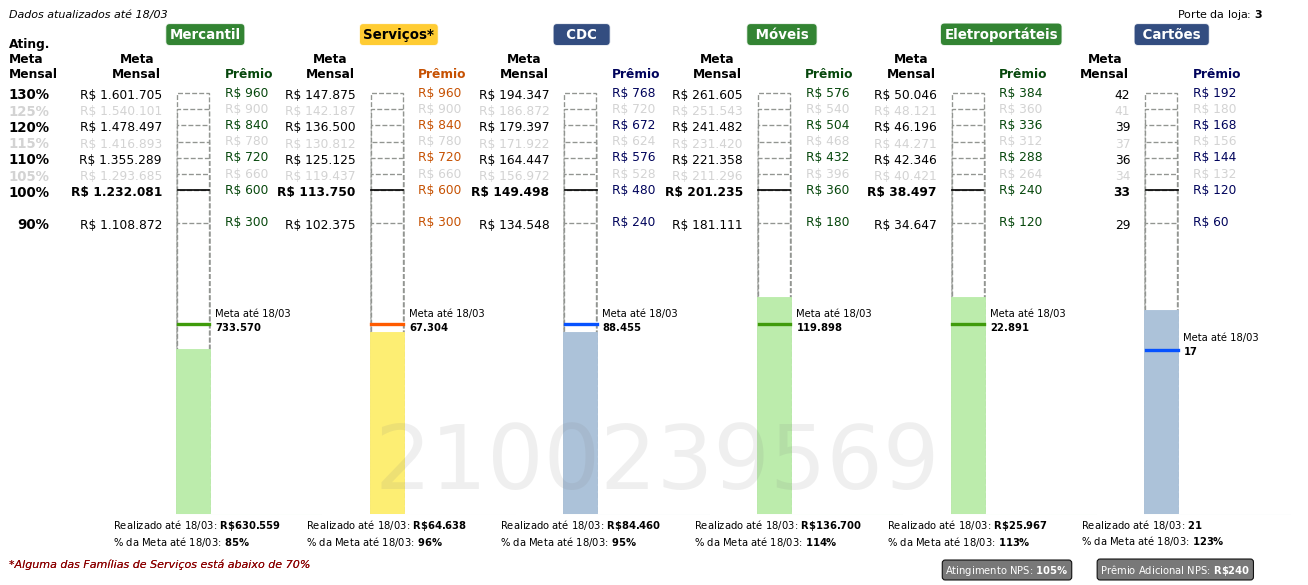 Dados atualizados até 18/03
Porte da loja: 3
Mercantil Serviços* CDC Móveis Eletroportáteis Cartões
Ating.
Meta Meta Meta Meta Meta Meta Meta
Mensal Mensal Prêmio Mensal Prêmio Mensal Prêmio Mensal Prêmio Mensal Prêmio Mensal Prêmio
130% R$ 1.601.705 R$ 960 R$ 147.875 R$ 960 R$ 194.347 R$ 768 R$ 261.605 R$ 576 R$ 50.046 R$ 384 42 R$ 192
125% R$ 1.540.101 R$ 900 R$ 142.187 R$ 900 R$ 186.872 R$ 720 R$ 251.543 R$ 540 R$ 48.121 R$ 360 41 R$ 180
120% R$ 1.478.497 R$ 840 R$ 136.500 R$ 840 R$ 179.397 R$ 672 R$ 241.482 R$ 504 R$ 46.196 R$ 336 39 R$ 168
115% R$ 1.416.893 R$ 780 R$ 130.812 R$ 780 R$ 171.922 R$ 624 R$ 231.420 R$ 468 R$ 44.271 R$ 312 37 R$ 156
110% R$ 1.355.289 R$ 720 R$ 125.125 R$ 720 R$ 164.447 R$ 576 R$ 221.358 R$ 432 R$ 42.346 R$ 288 36 R$ 144
105% R$ 1.293.685 R$ 660 R$ 119.437 R$ 660 R$ 156.972 R$ 528 R$ 211.296 R$ 396 R$ 40.421 R$ 264 34 R$ 132
100% R$ 1.232.081 R$ 600 R$ 113.750 R$ 600 R$ 149.498 R$ 480 R$ 201.235 R$ 360 R$ 38.497 R$ 240 33 R$ 120
90% R$ 1.108.872 R$ 300 R$ 102.375 R$ 300 R$ 134.548 R$ 240 R$ 181.111 R$ 180 R$ 34.647 R$ 120 29 R$ 60
Meta até 18/03 Meta até 18/03 Meta até 18/03 Meta até 18/03 Meta até 18/03
733.570 67.304 88.455 119.898 22.891
Meta até 18/03
17
2100239569
Realizado até 18/03: R$630.559 Realizado até 18/03: R$64.638 Realizado até 18/03: R$84.460 Realizado até 18/03: R$136.700 Realizado até 18/03: R$25.967 Realizado até 18/03: 21
% da Meta até 18/03: 85% % da Meta até 18/03: 96% % da Meta até 18/03: 95% % da Meta até 18/03: 114% % da Meta até 18/03: 113% % da Meta até 18/03: 123%
*Alguma das Famílias de Serviços está abaixo de 70%
Atingimento NPS: 105% Prêmio Adicional NPS: R$240